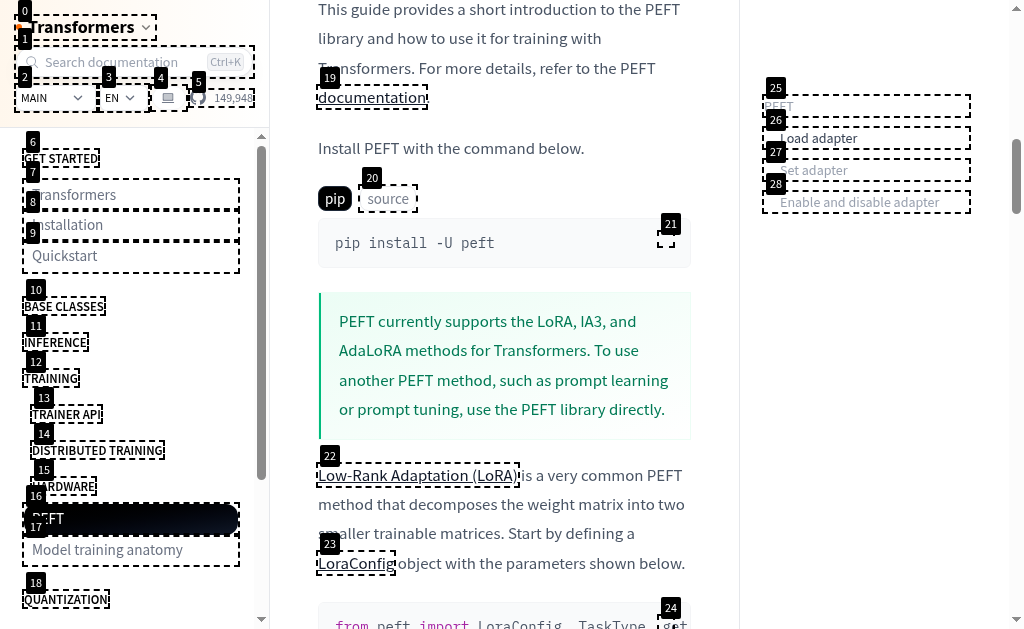 0
Transformers
1
Search documentation Ctrl+K
2 3 4 5
MAIN EN 149,948
6
GET STARTED
7
Transformers
8
Installation
9
Quickstart
10
BASE CLASSES
11
INFERENCE
12
TRAINING
13
TRAINER API
14
DISTRIBUTED TRAINING
15
HARDWARE
16
PEFT
17
Model training anatomy
18
QUANTIZATION
This guide provides a short introduction to the PEFT
library and how to use it for training with
Transformers. For more details, refer to the PEFT
19
documentation.
Install PEFT with the command below.
20
pip source
21
pip install -U peft
PEFT currently supports the LoRA, IA3, and
AdaLoRA methods for Transformers. To use
another PEFT method, such as prompt learning
or prompt tuning, use the PEFT library directly.
22
Low-Rank Adaptation (LoRA) is a very common PEFT
method that decomposes the weight matrix into two
smaller trainable matrices. Start by defining a
23
LoraConfig object with the parameters shown below.
24
from peft import LoraConfig, TaskType, get
25
PEFT
26
Load adapter
27
Set adapter
28
Enable and disable adapter